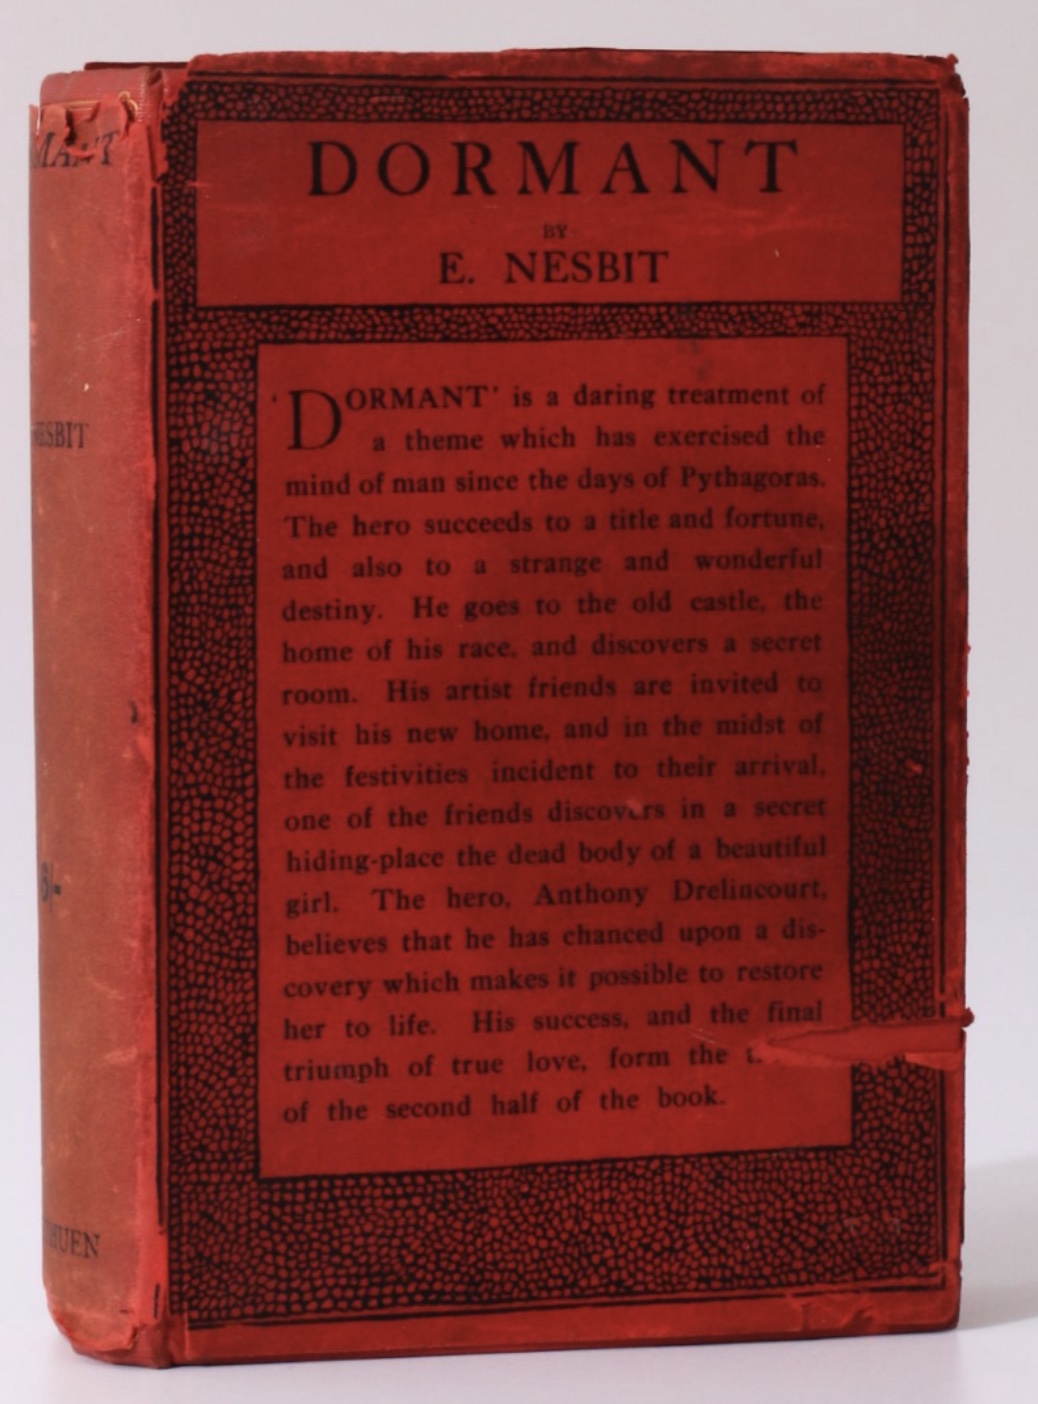 DORMANT
BY
E. NESBIT
'DORMANT' is a daring treatment of
a theme which has exercised the
mind of man since the days of Pythagoras.
The hero succeeds to a title and fortune,
and also to a strange and wonderful
destiny. He goes to the old castle, the
home of his race, and discovers a secret
room. His artist friends are invited to
visit his new home, and in the midst of
the festivities incident to their arrival,
one of the friends discovers in a secret
hiding-place the dead body of a beautiful
girl. The hero, Anthony Drelincourt,
believes that he has chanced upon a dis-
covery which makes it possible to restore
her to life. His success, and the final
triumph of true love, form the
of the second half of the book.
MANT
NESBIT
6/-
HUEN